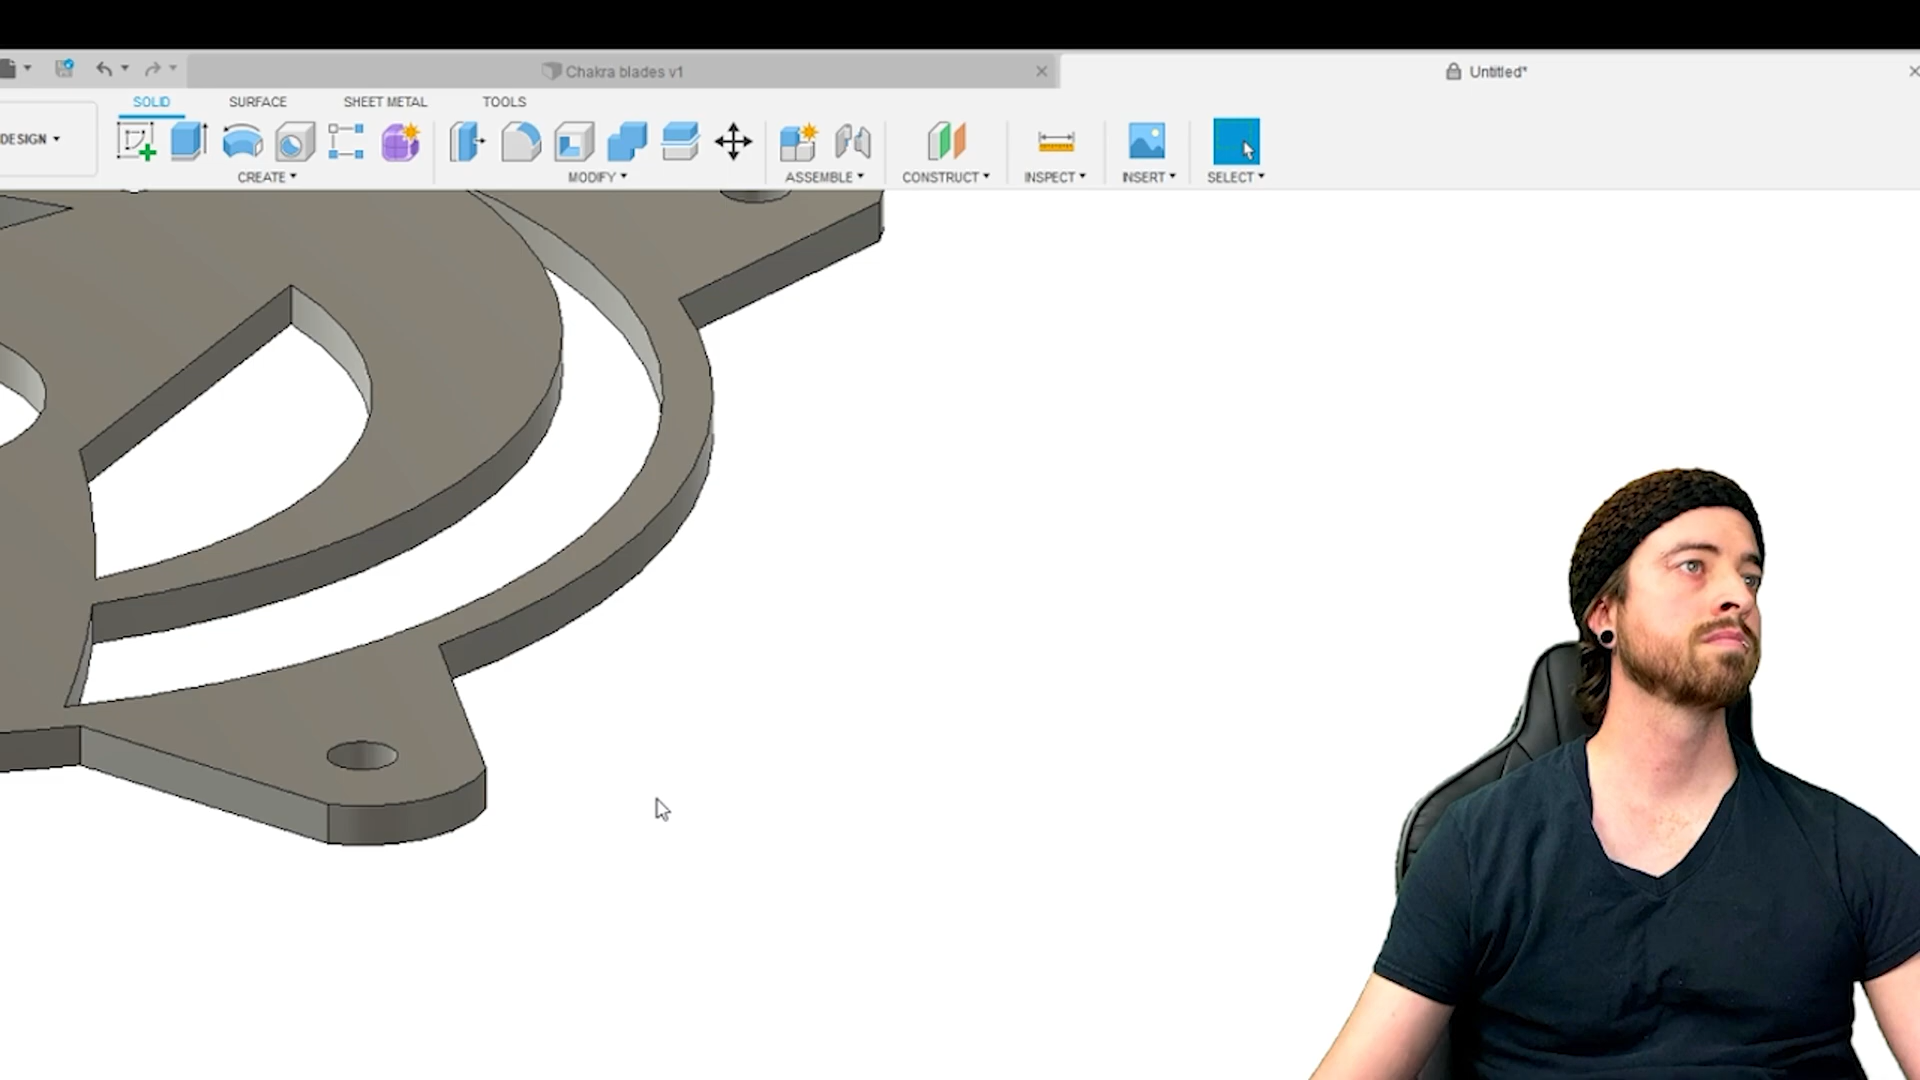 Chakra blades v1
Untitled*
SOLID SURFACE SHEET METAL TOOLS
DESIGN
CREATE MODIFY ASSEMBLE CONSTRUCT INSPECT INSERT SELECT